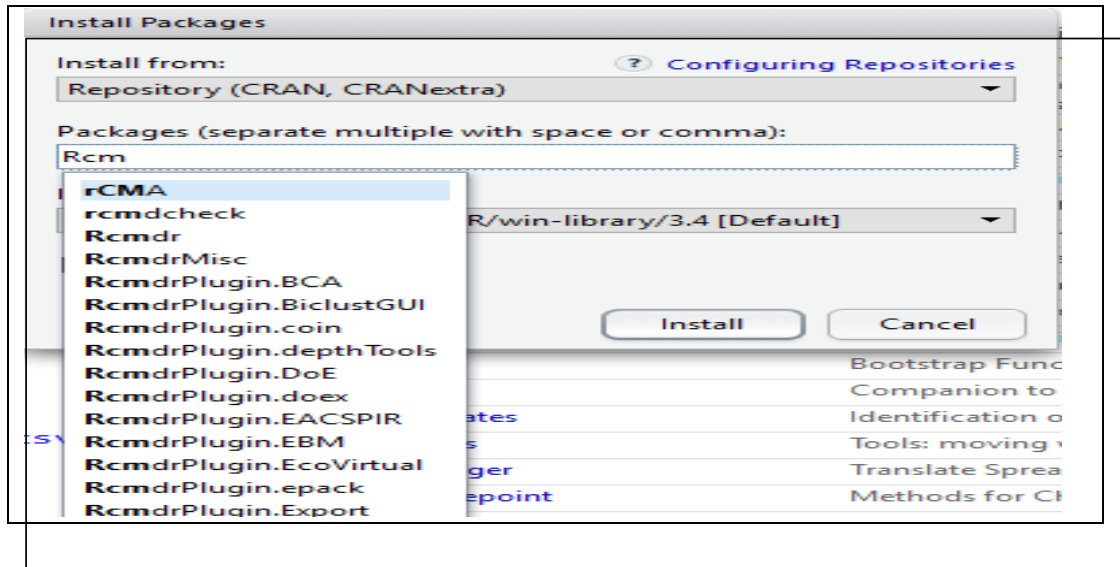 Install Packages
Install from:
? Configuring Repositories
Repository (CRAN, CRANextra)
Packages (separate multiple with space or comma):
Rcm
rCMA
rcmdcheck
Rcmdr
RcmdrMisc
RcmdrPlugin.BCA
RcmdrPlugin.BiclustGUI
RcmdrPlugin.coin
RcmdrPlugin.depthTools
RcmdrPlugin.DoE
RcmdrPlugin.doex
RcmdrPlugin.EACSPIR
RcmdrPlugin.EBM
RcmdrPlugin.EcoVirtual
RcmdrPlugin.epack
RcmdrPlugin.Export
R/win-library/3.4 [Default]
Install
Cancel
Bootstrap Func
Companion to
ates
Identification o
s
Tools: moving
ger
Translate Sprea
epoint
Methods for Ch